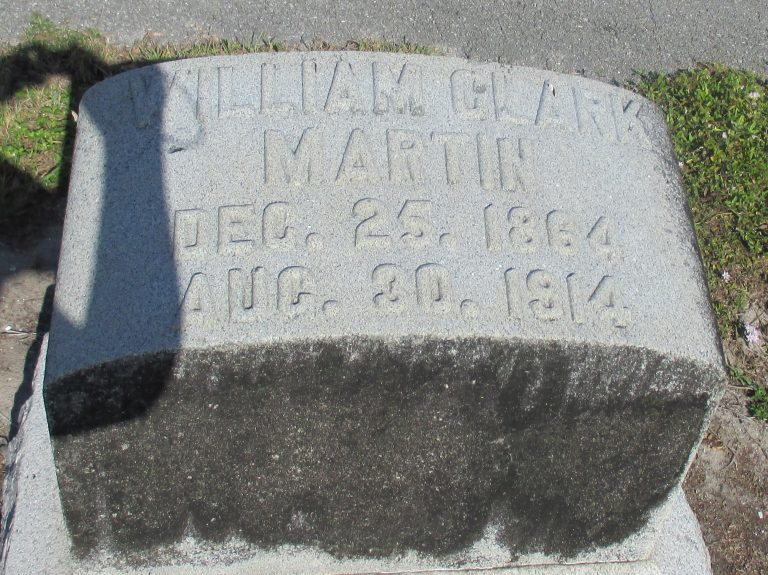 WILLIAM CLARK
MARTIN
DEC. 25. 1864
AUG. 30. 1914